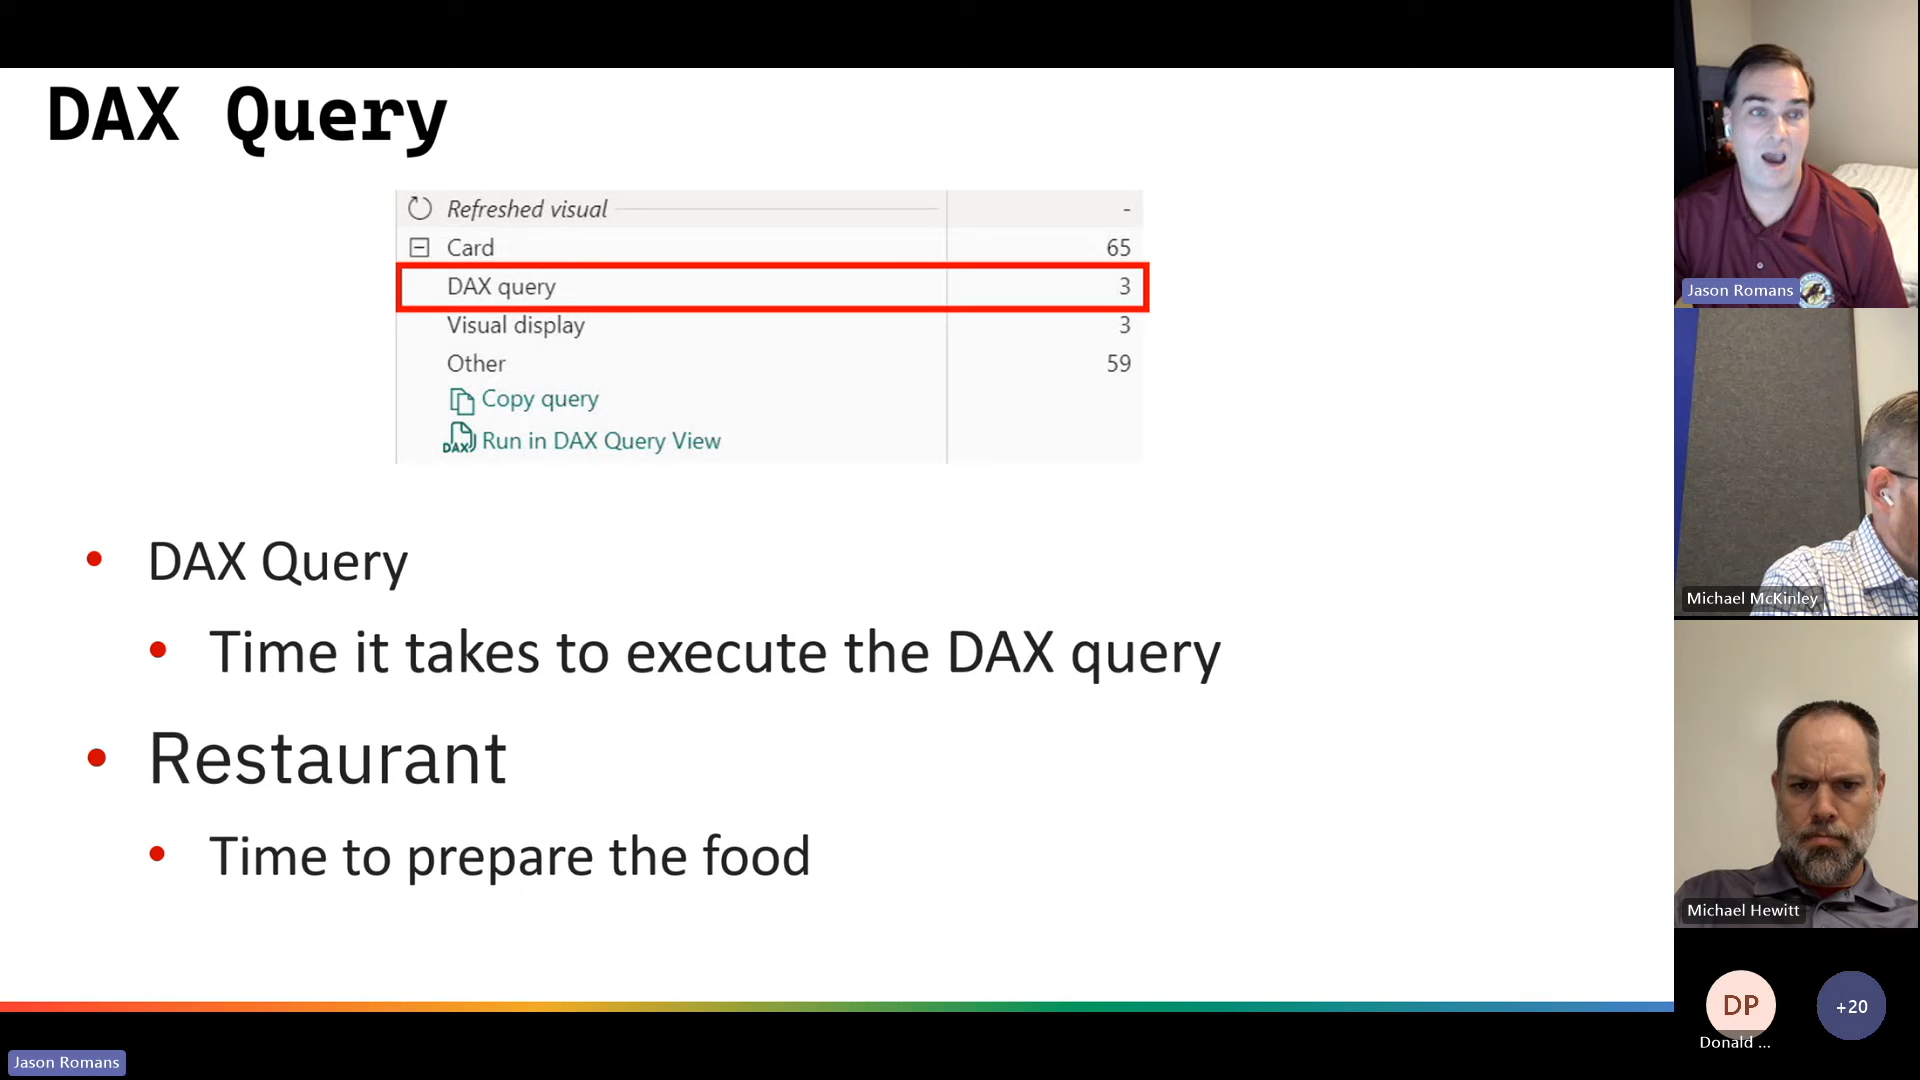 DAX Query
Refreshed visual -
Card 65
DAX query 3
Visual display 3
Other 59
Copy query
DAX Run in DAX Query View
• DAX Query
• Time it takes to execute the DAX query
• Restaurant
• Time to prepare the food
Jason Romans
Michael McKinley
Michael Hewitt
DP
+20
Donald ...
Jason Romans